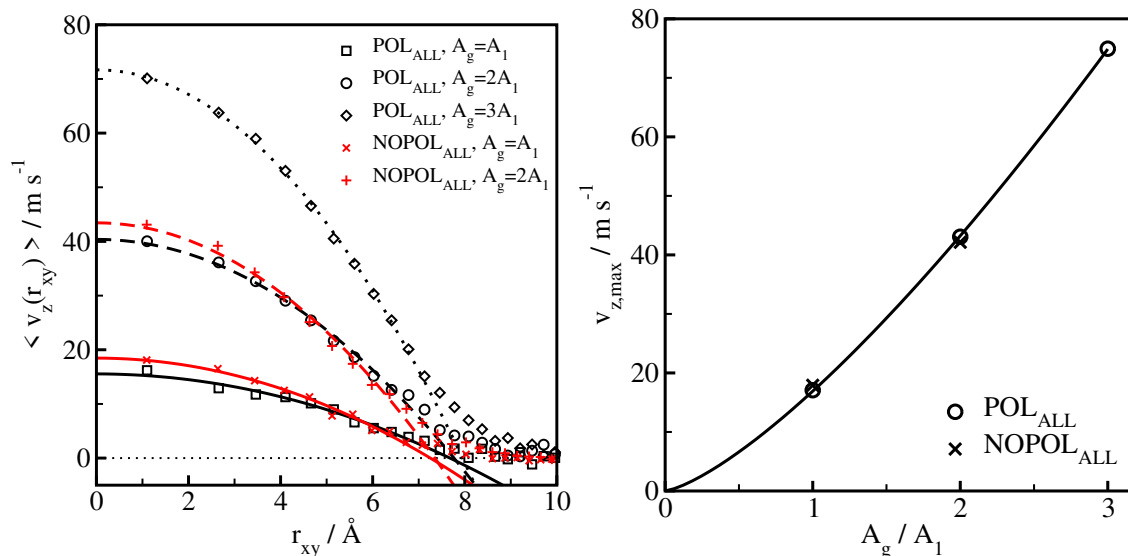 80
60
40
20
0
0
2
4
6
8
10
< v_z(r_xy) > / m s^-1
r_xy / Å
POL_ALL, A_g=A_1
POL_ALL, A_g=2A_1
POL_ALL, A_g=3A_1
NOPOL_ALL, A_g=A_1
NOPOL_ALL, A_g=2A_1
80
60
40
20
0
0
1
2
3
v_z,max / m s^-1
A_g / A_1
POL_ALL
NOPOL_ALL